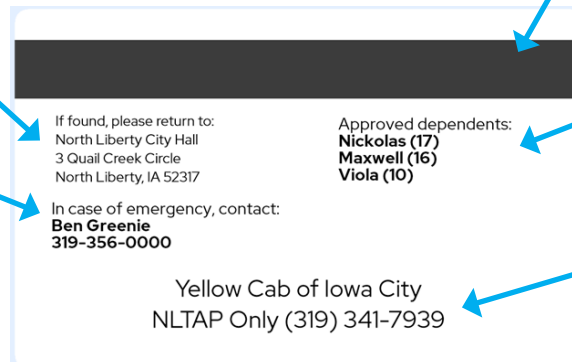 If found, please return to:
North Liberty City Hall
3 Quail Creek Circle
North Liberty, IA 52317
In case of emergency, contact:
Ben Greenie
319-356-0000
Approved dependents:
Nickolas (17)
Maxwell (16)
Viola (10)
Yellow Cab of Iowa City
NLTAP Only (319) 341-7939